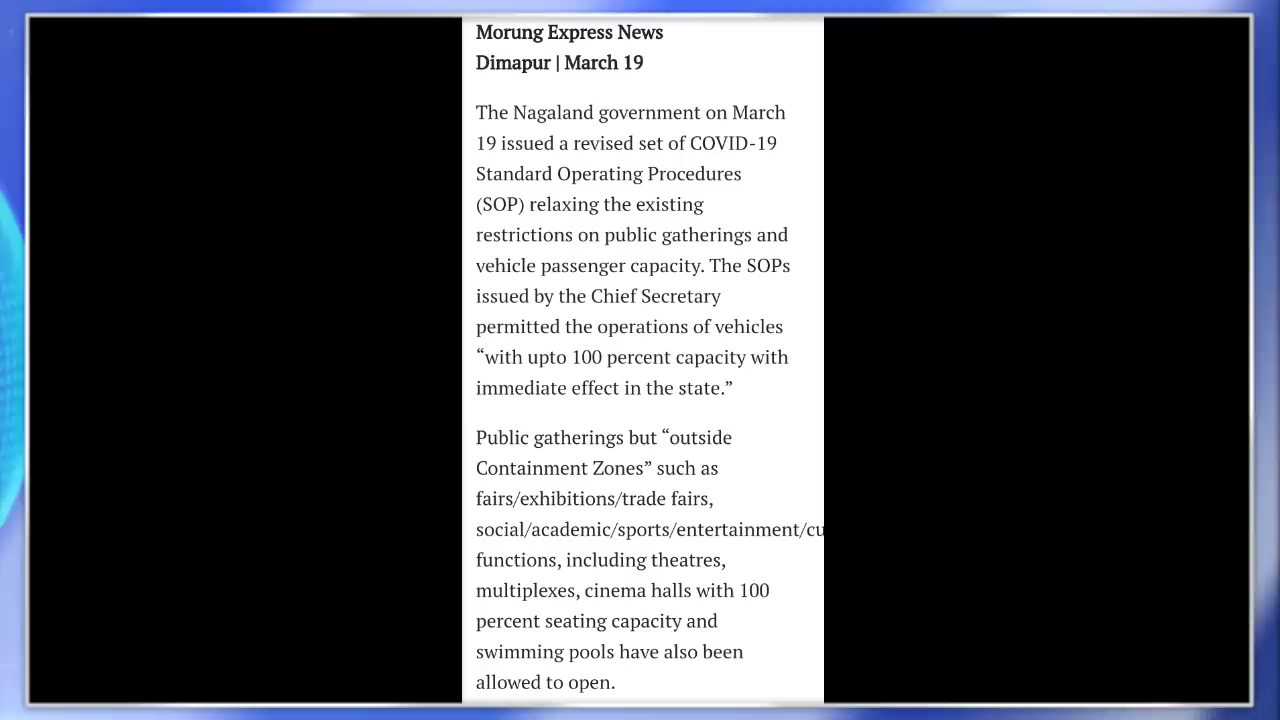 Morung Express News
Dimapur | March 19
The Nagaland government on March
19 issued a revised set of COVID-19
Standard Operating Procedures
(SOP) relaxing the existing
restrictions on public gatherings and
vehicle passenger capacity. The SOPs
issued by the Chief Secretary
permitted the operations of vehicles
“with upto 100 percent capacity with
immediate effect in the state.”
Public gatherings but “outside
Containment Zones” such as
fairs/exhibitions/trade fairs,
social/academic/sports/entertainment/cu
functions, including theatres,
multiplexes, cinema halls with 100
percent seating capacity and
swimming pools have also been
allowed to open.